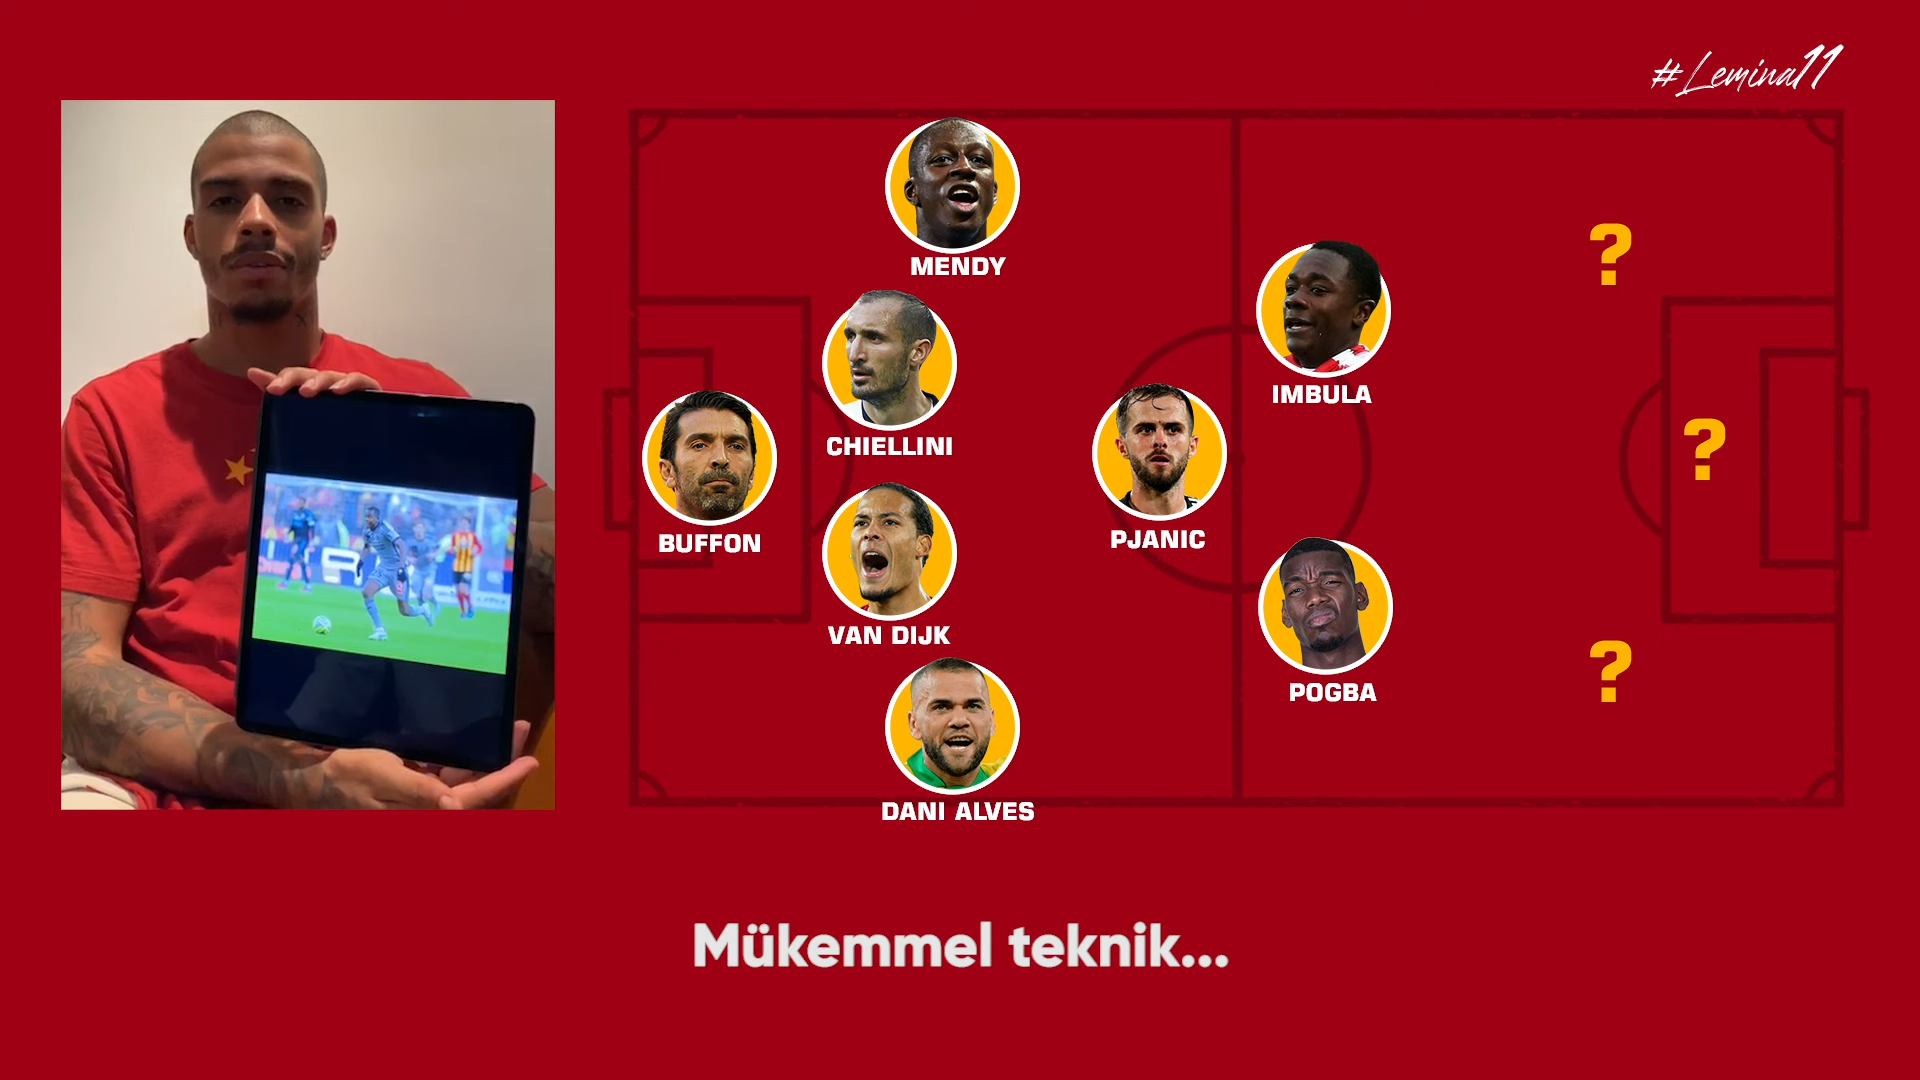 #Lemina11
MENDY
IMBULA
CHIELLINI
PJANIC
BUFFON
VAN DIJK
POGBA
DANI ALVES
?
?
?
Mükemmel teknik...